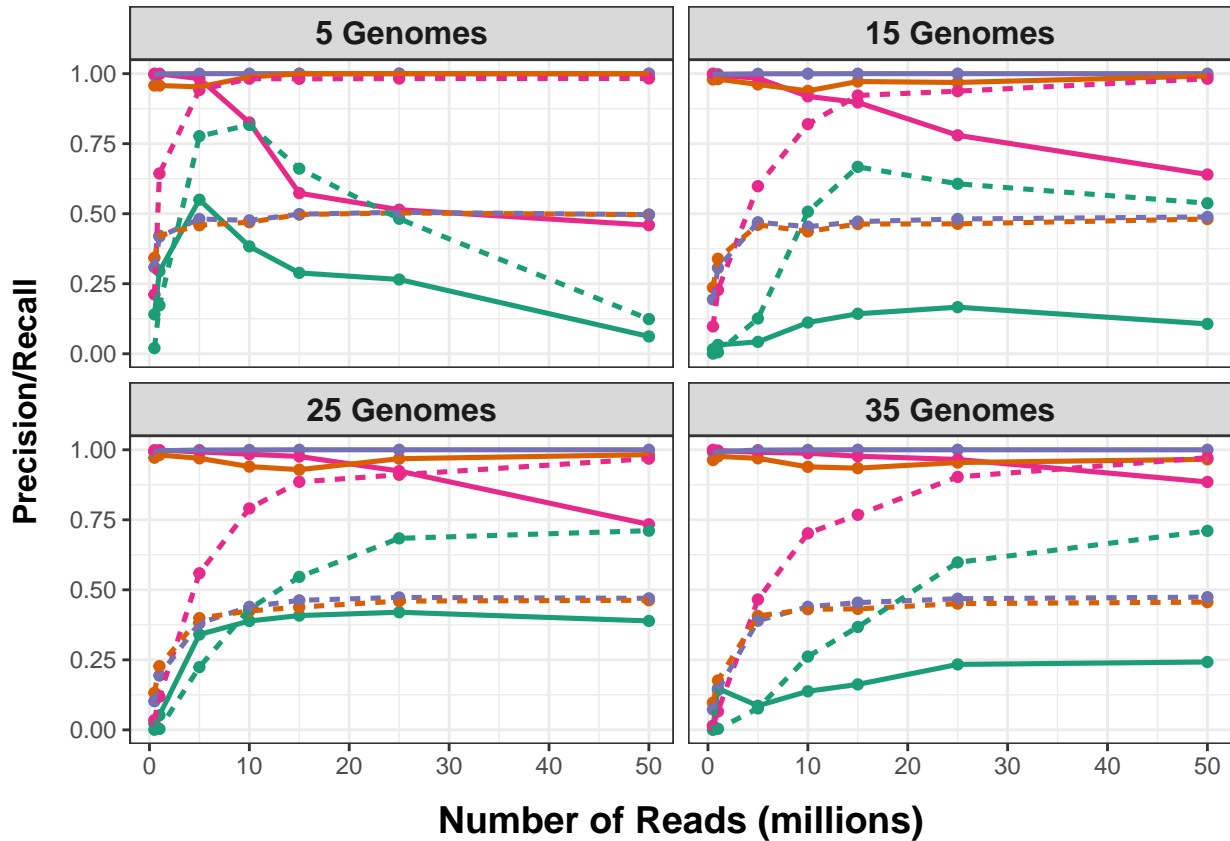 5 Genomes
15 Genomes
1.00
0.75
0.50
0.25
0.00
25 Genomes
35 Genomes
1.00
0.75
0.50
0.25
0.00
0 10 20 30 40 50
0 10 20 30 40 50
Precision/Recall
Number of Reads (millions)